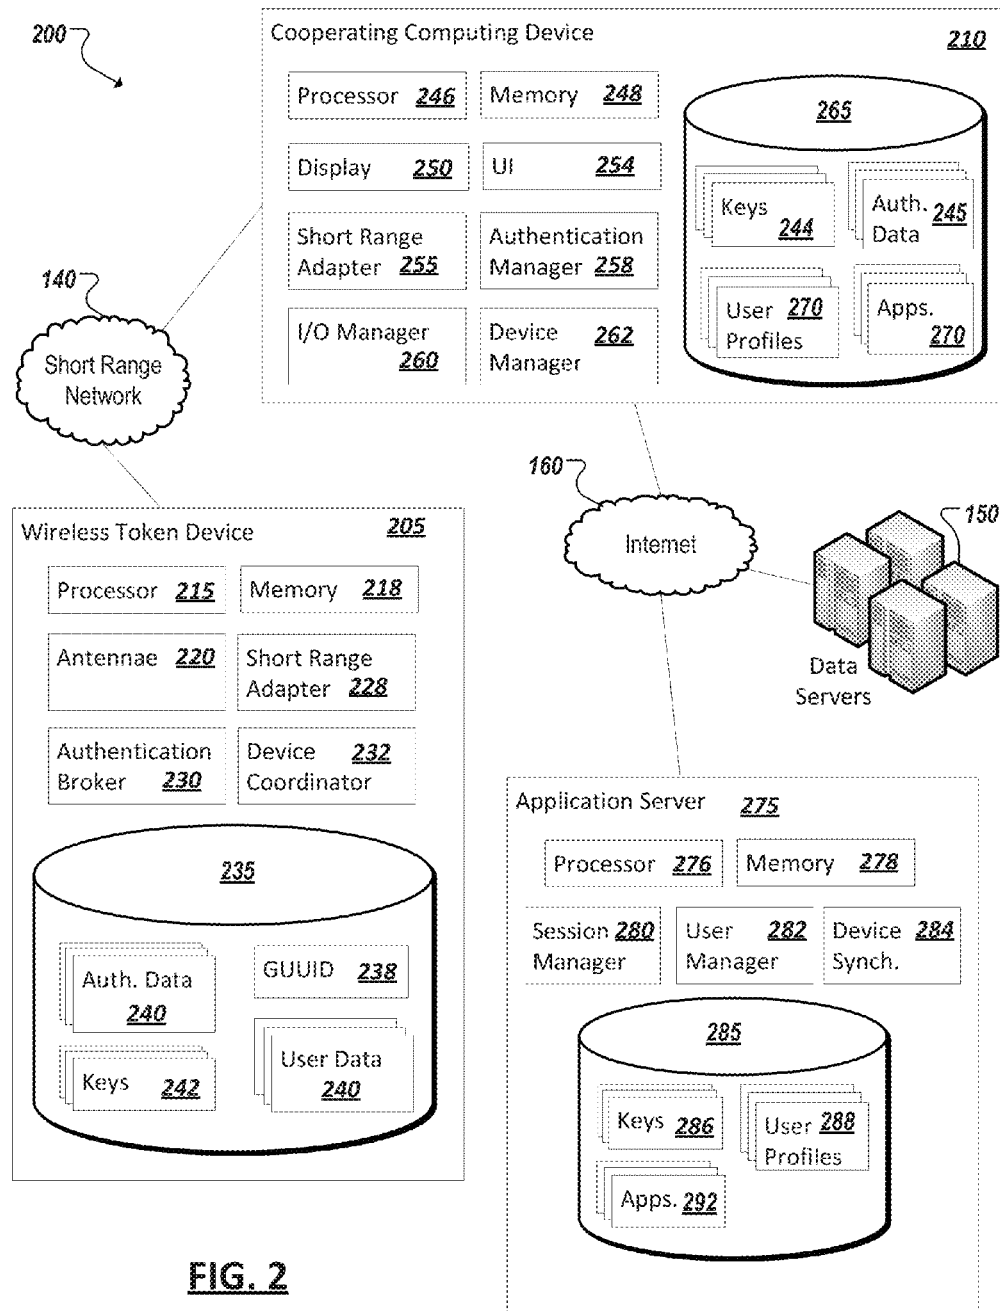 200
Cooperating Computing Device
210
Processor 246
Memory 248
Display 250
UI 254
Short Range
Adapter 255
Authentication
Manager 258
I/O Manager
260
Device 262
Manager
265
Keys
244
Auth. 245
Data
User 270
Profiles
Apps.
270
140
Short Range
Network
160
Internet
150
Data
Servers
Wireless Token Device
205
Processor 215
Memory 218
Antennae 220
Short Range
Adapter 228
Authentication
Broker 230
Device 232
Coordinator
235
Auth. Data
240
GUUID 238
Keys 242
User Data
240
Application Server
275
Processor 276
Memory 278
Session 280
Manager
User 282
Manager
Device 284
Synch.
285
Keys 286
User 288
Profiles
Apps. 292
FIG. 2